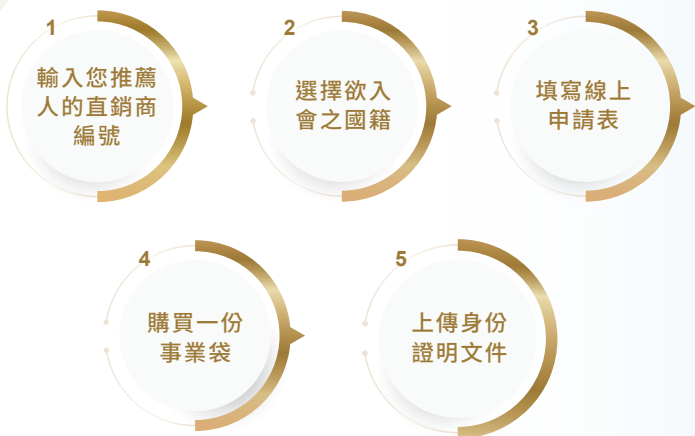 1
輸入您推薦
人的直銷商
編號
2
選擇欲入
會之國籍
3
填寫線上
申請表
4
購買一份
事業袋
5
上傳身份
證明文件